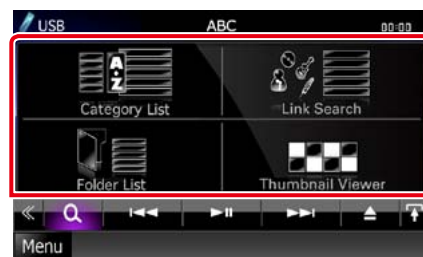 USB ABC 00:00
A-Z
Category List Link Search
Folder List Thumbnail Viewer
Menu